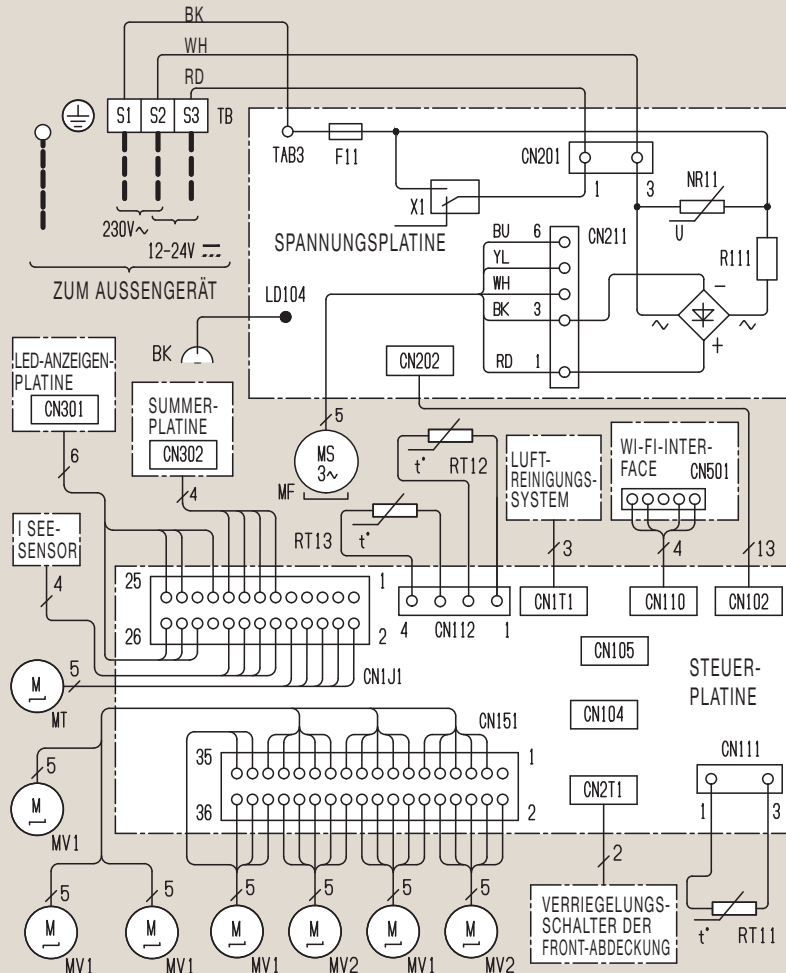 BK
WH
RD
S1 S2 S3 TB
TAB3
F11
CN201
1 3
NR11
U
X1
R111
230V~
12-24V
SPANNUNGSPLATINE
ZUM AUSSENGERÄT
BU 6
YL
WH
BK 3
RD 1
CN211
~ − ~
+
LD104
BK
CN202
LED-ANZEIGEN-
PLATINE
CN301
6
SUMMER-
PLATINE
CN302
4
MS
3~
MF
5
t° RT12
RT13 t°
LUFT-
REINIGUNGS-
SYSTEM
3
WI-FI-INTER-
FACE CN501
4
13
I SEE-
SENSOR
4
25 1
26 2
CN1J1
4 CN112 1
CN1T1
CN110
CN102
CN105
CN104
STEUER-
PLATINE
M
5
MT
CN151
35 1
36 2
CN2T1
2
CN111
1 3
M
5
MV1
M
5
MV1
M
5
MV1
M
5
MV1
M
5
MV2
M
5
MV1
M
5
MV2
VERRIEGELUNGS-
SCHALTER DER
FRONT-ABDECKUNG
t° RT11